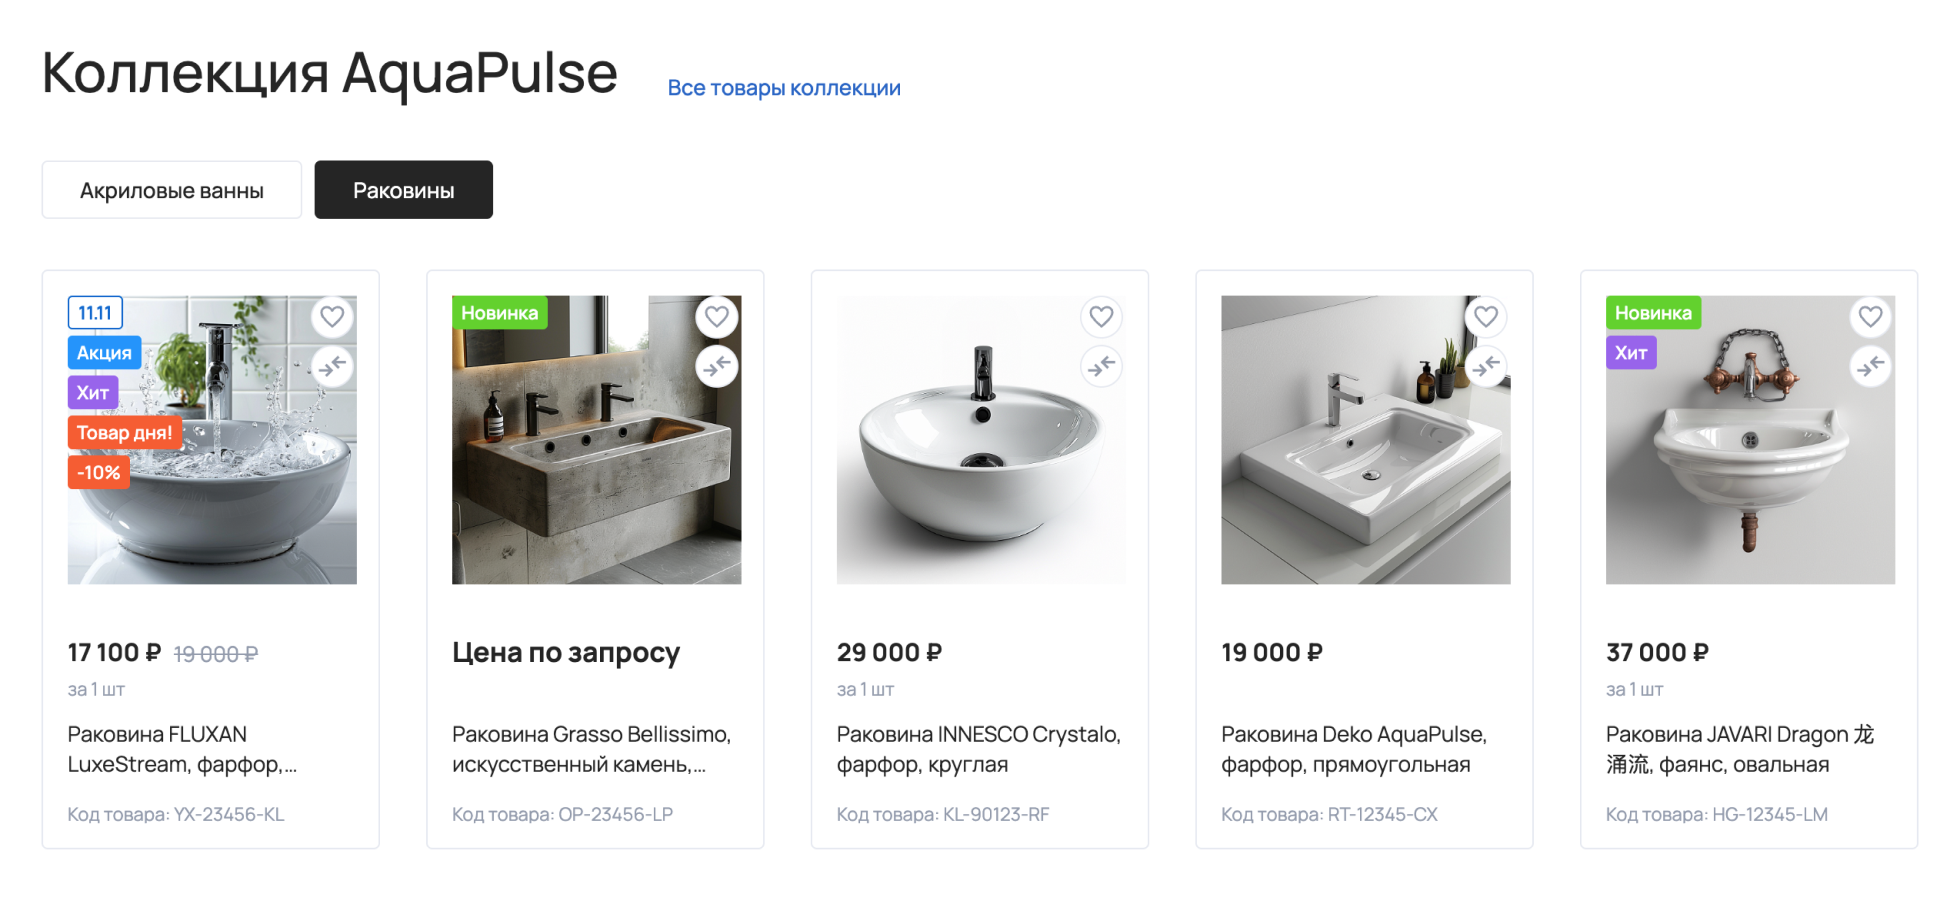 Коллекция AquaPulse
Все товары коллекции
Акриловые ванны
Раковины
11.11
Акция
Хит
Товар дня!
-10%
17 100 ₽ 19 000 ₽
за 1 шт
Раковина FLUXAN
LuxeStream, фарфор,...
Код товара: YX-23456-KL
Новинка
Цена по запросу
Раковина Grasso Bellissimo,
искусственный камень,...
Код товара: OP-23456-LP
29 000 ₽
за 1 шт
Раковина INNESCO Crystalo,
фарфор, круглая
Код товара: KL-90123-RF
19 000 ₽
Раковина Deko AquaPulse,
фарфор, прямоугольная
Код товара: RT-12345-CX
Новинка
Хит
37 000 ₽
за 1 шт
Раковина JAVARI Dragon 龙
涌流, фаянс, овальная
Код товара: HG-12345-LM